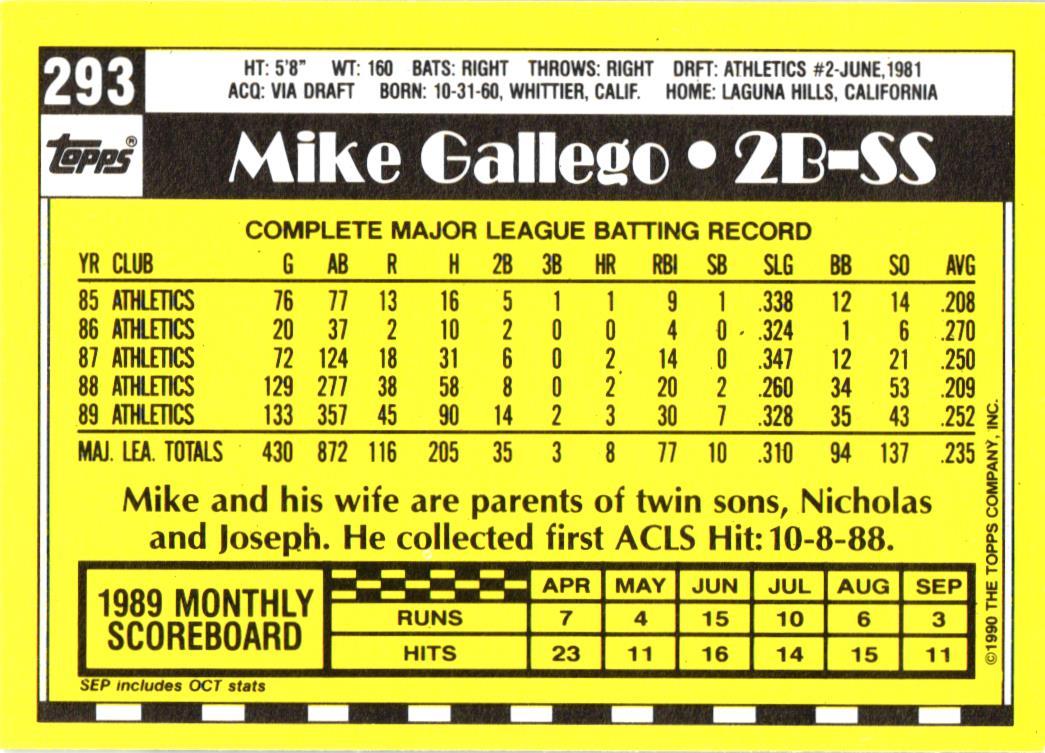 293
HT: 5'8" WT: 160 BATS: RIGHT THROWS: RIGHT DRFT: ATHLETICS #2-JUNE,1981
ACQ: VIA DRAFT BORN: 10-31-60, WHITTIER, CALIF. HOME: LAGUNA HILLS, CALIFORNIA
topps®
Mike Gallego • 2B-SS
COMPLETE MAJOR LEAGUE BATTING RECORD
YR CLUB G AB R H 2B 3B HR RBI SB SLG BB SO AVG
85 ATHLETICS 76 77 13 16 5 1 1 9 1 .338 12 14 .208
86 ATHLETICS 20 37 2 10 2 0 0 4 0 .324 1 6 .270
87 ATHLETICS 72 124 18 31 6 0 2 14 0 .347 12 21 .250
88 ATHLETICS 129 277 38 58 8 0 2 20 2 .260 34 53 .209
89 ATHLETICS 133 357 45 90 14 2 3 30 7 .328 35 43 .252
MAJ. LEA. TOTALS 430 872 116 205 35 3 8 77 10 .310 94 137 .235
Mike and his wife are parents of twin sons, Nicholas
and Joseph. He collected first ACLS Hit: 10-8-88.
1989 MONTHLY
SCOREBOARD
APR MAY JUN JUL AUG SEP
RUNS 7 4 15 10 6 3
HITS 23 11 16 14 15 11
SEP includes OCT stats
©1990 THE TOPPS COMPANY, INC.